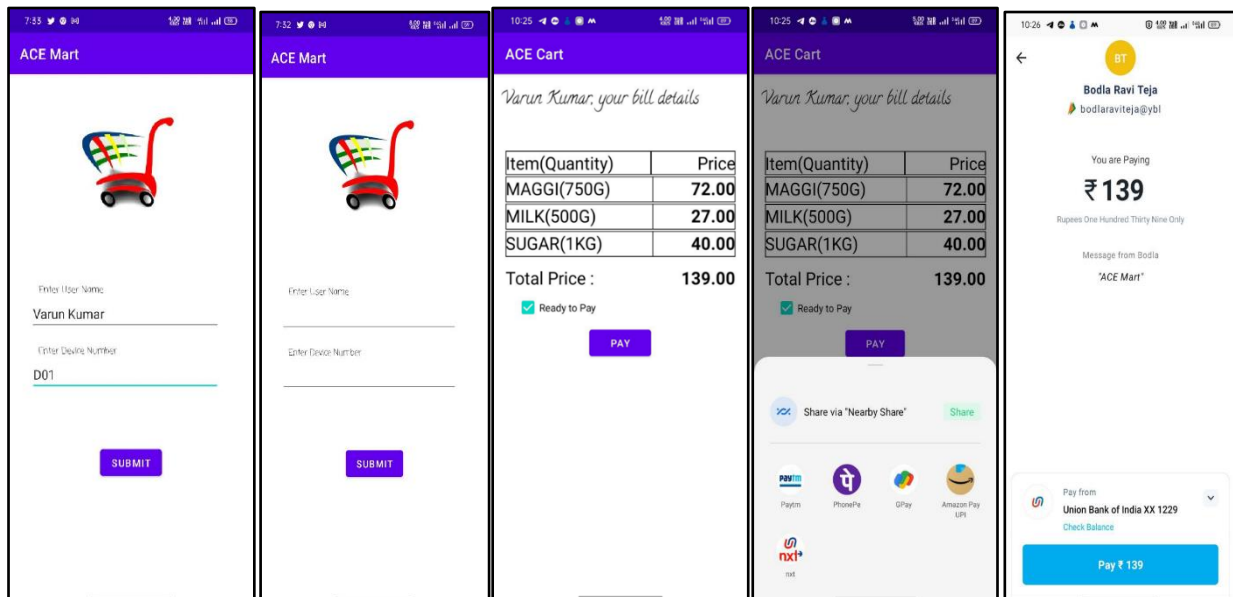 7:33
ACE Mart
Enter User Name
Varun Kumar
Enter Device Number
D01
SUBMIT
7:32
ACE Mart
Enter User Name
Enter Device Number
SUBMIT
10:25
ACE Cart
Varun Kumar, your bill details
Item(Quantity) Price
MAGGI(750G) 72.00
MILK(500G) 27.00
SUGAR(1KG) 40.00
Total Price : 139.00
Ready to Pay
PAY
10:25
ACE Cart
Varun Kumar, your bill details
Item(Quantity) Price
MAGGI(750G) 72.00
MILK(500G) 27.00
SUGAR(1KG) 40.00
Total Price : 139.00
Ready to Pay
PAY
Share via "Nearby Share" Share
paytm पे nxt
Paytm PhonePe GPay Amazon Pay
UPI
nxt
10:26
BT
Bodla Ravi Teja
bodlaraviteja@ybl
You are Paying
₹139
Rupees One Hundred Thirty Nine Only
Message from Bodla
"ACE Mart"
Pay from
Union Bank of India XX 1229
Check Balance
Pay ₹ 139